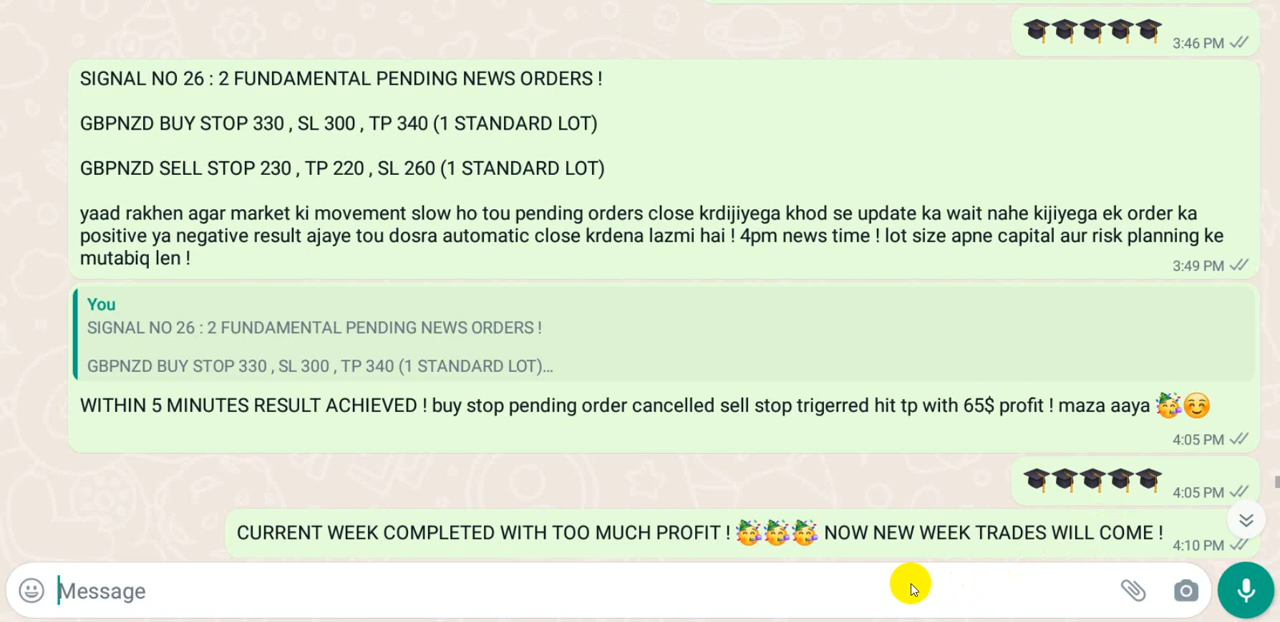 🎓🎓🎓🎓🎓 3:46 PM
SIGNAL NO 26 : 2 FUNDAMENTAL PENDING NEWS ORDERS !
GBPNZD BUY STOP 330 , SL 300 , TP 340 (1 STANDARD LOT)
GBPNZD SELL STOP 230 , TP 220 , SL 260 (1 STANDARD LOT)
yaad rakhen agar market ki movement slow ho tou pending orders close krdijiyega khod se update ka wait nahe kijiyega ek order ka
positive ya negative result ajaye tou dosra automatic close krdena lazmi hai ! 4pm news time ! lot size apne capital aur risk planning ke
mutabiq len !
3:49 PM
You
SIGNAL NO 26 : 2 FUNDAMENTAL PENDING NEWS ORDERS !
GBPNZD BUY STOP 330 , SL 300 , TP 340 (1 STANDARD LOT)...
WITHIN 5 MINUTES RESULT ACHIEVED ! buy stop pending order cancelled sell stop trigerred hit tp with 65$ profit ! maza aaya 🥳☺️
4:05 PM
🎓🎓🎓🎓🎓 4:05 PM
CURRENT WEEK COMPLETED WITH TOO MUCH PROFIT ! 🥳🥳🥳 NOW NEW WEEK TRADES WILL COME !
4:10 PM
Message